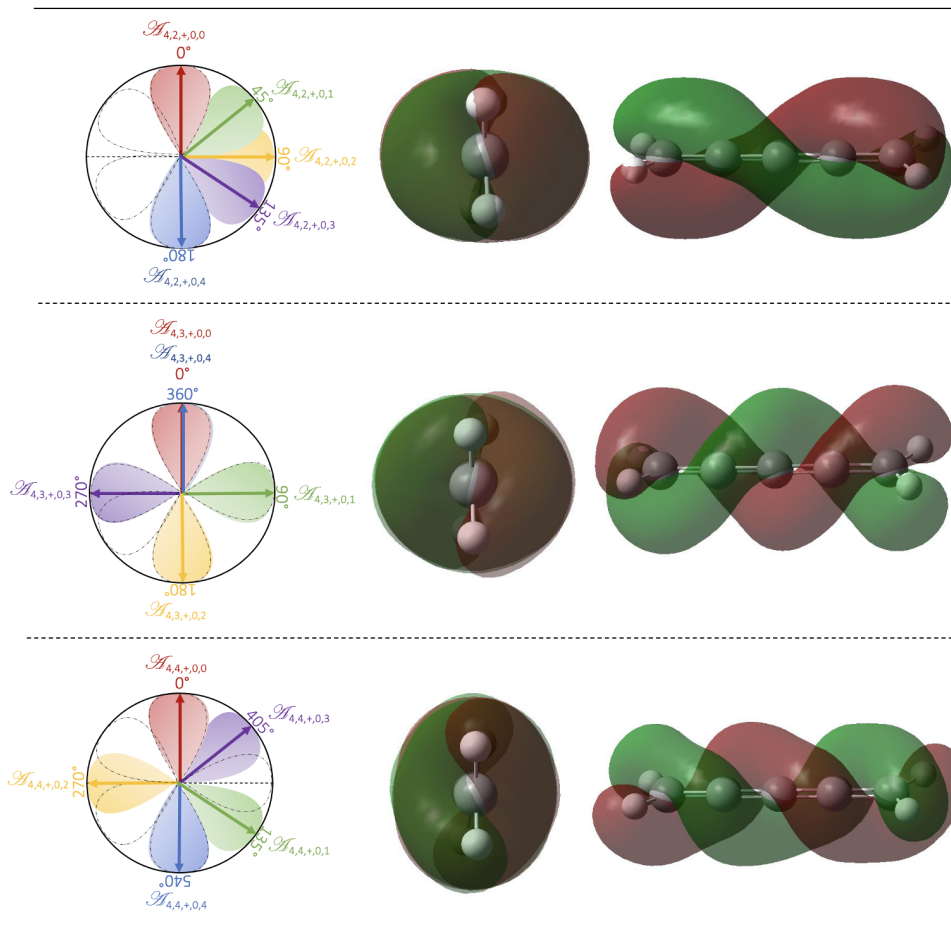 𝒜4,2,+,0,0
0°
45°
𝒜4,2,+,0,1
90°
𝒜4,2,+,0,2
135°
𝒜4,2,+,0,3
180°
𝒜4,2,+,0,4
𝒜4,3,+,0,0
𝒜4,3,+,0,4
0°
360°
𝒜4,3,+,0,3
270°
90°
𝒜4,3,+,0,1
180°
𝒜4,3,+,0,2
𝒜4,4,+,0,0
0°
405°
𝒜4,4,+,0,3
𝒜4,4,+,0,2
270°
135°
𝒜4,4,+,0,1
540°
𝒜4,4,+,0,4